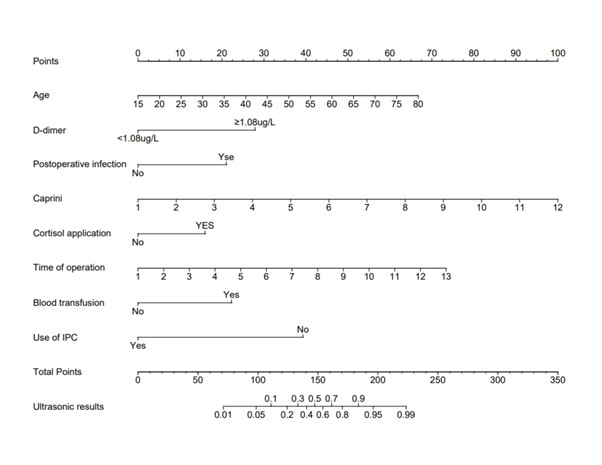 Points 0 10 20 30 40 50 60 70 80 90 100
Age
15 20 25 30 35 40 45 50 55 60 65 70 75 80
≥1.08ug/L
D-dimer
<1.08ug/L
Yse
Postoperative infection
No
Caprini
1 2 3 4 5 6 7 8 9 10 11 12
YES
Cortisol application
No
Time of operation
1 2 3 4 5 6 7 8 9 10 11 12 13
Yes
Blood transfusion
No
No
Use of IPC
Yes
Total Points
0 50 100 150 200 250 300 350
0.1 0.3 0.5 0.7 0.9
Ultrasonic results
0.01 0.05 0.2 0.4 0.6 0.8 0.95 0.99